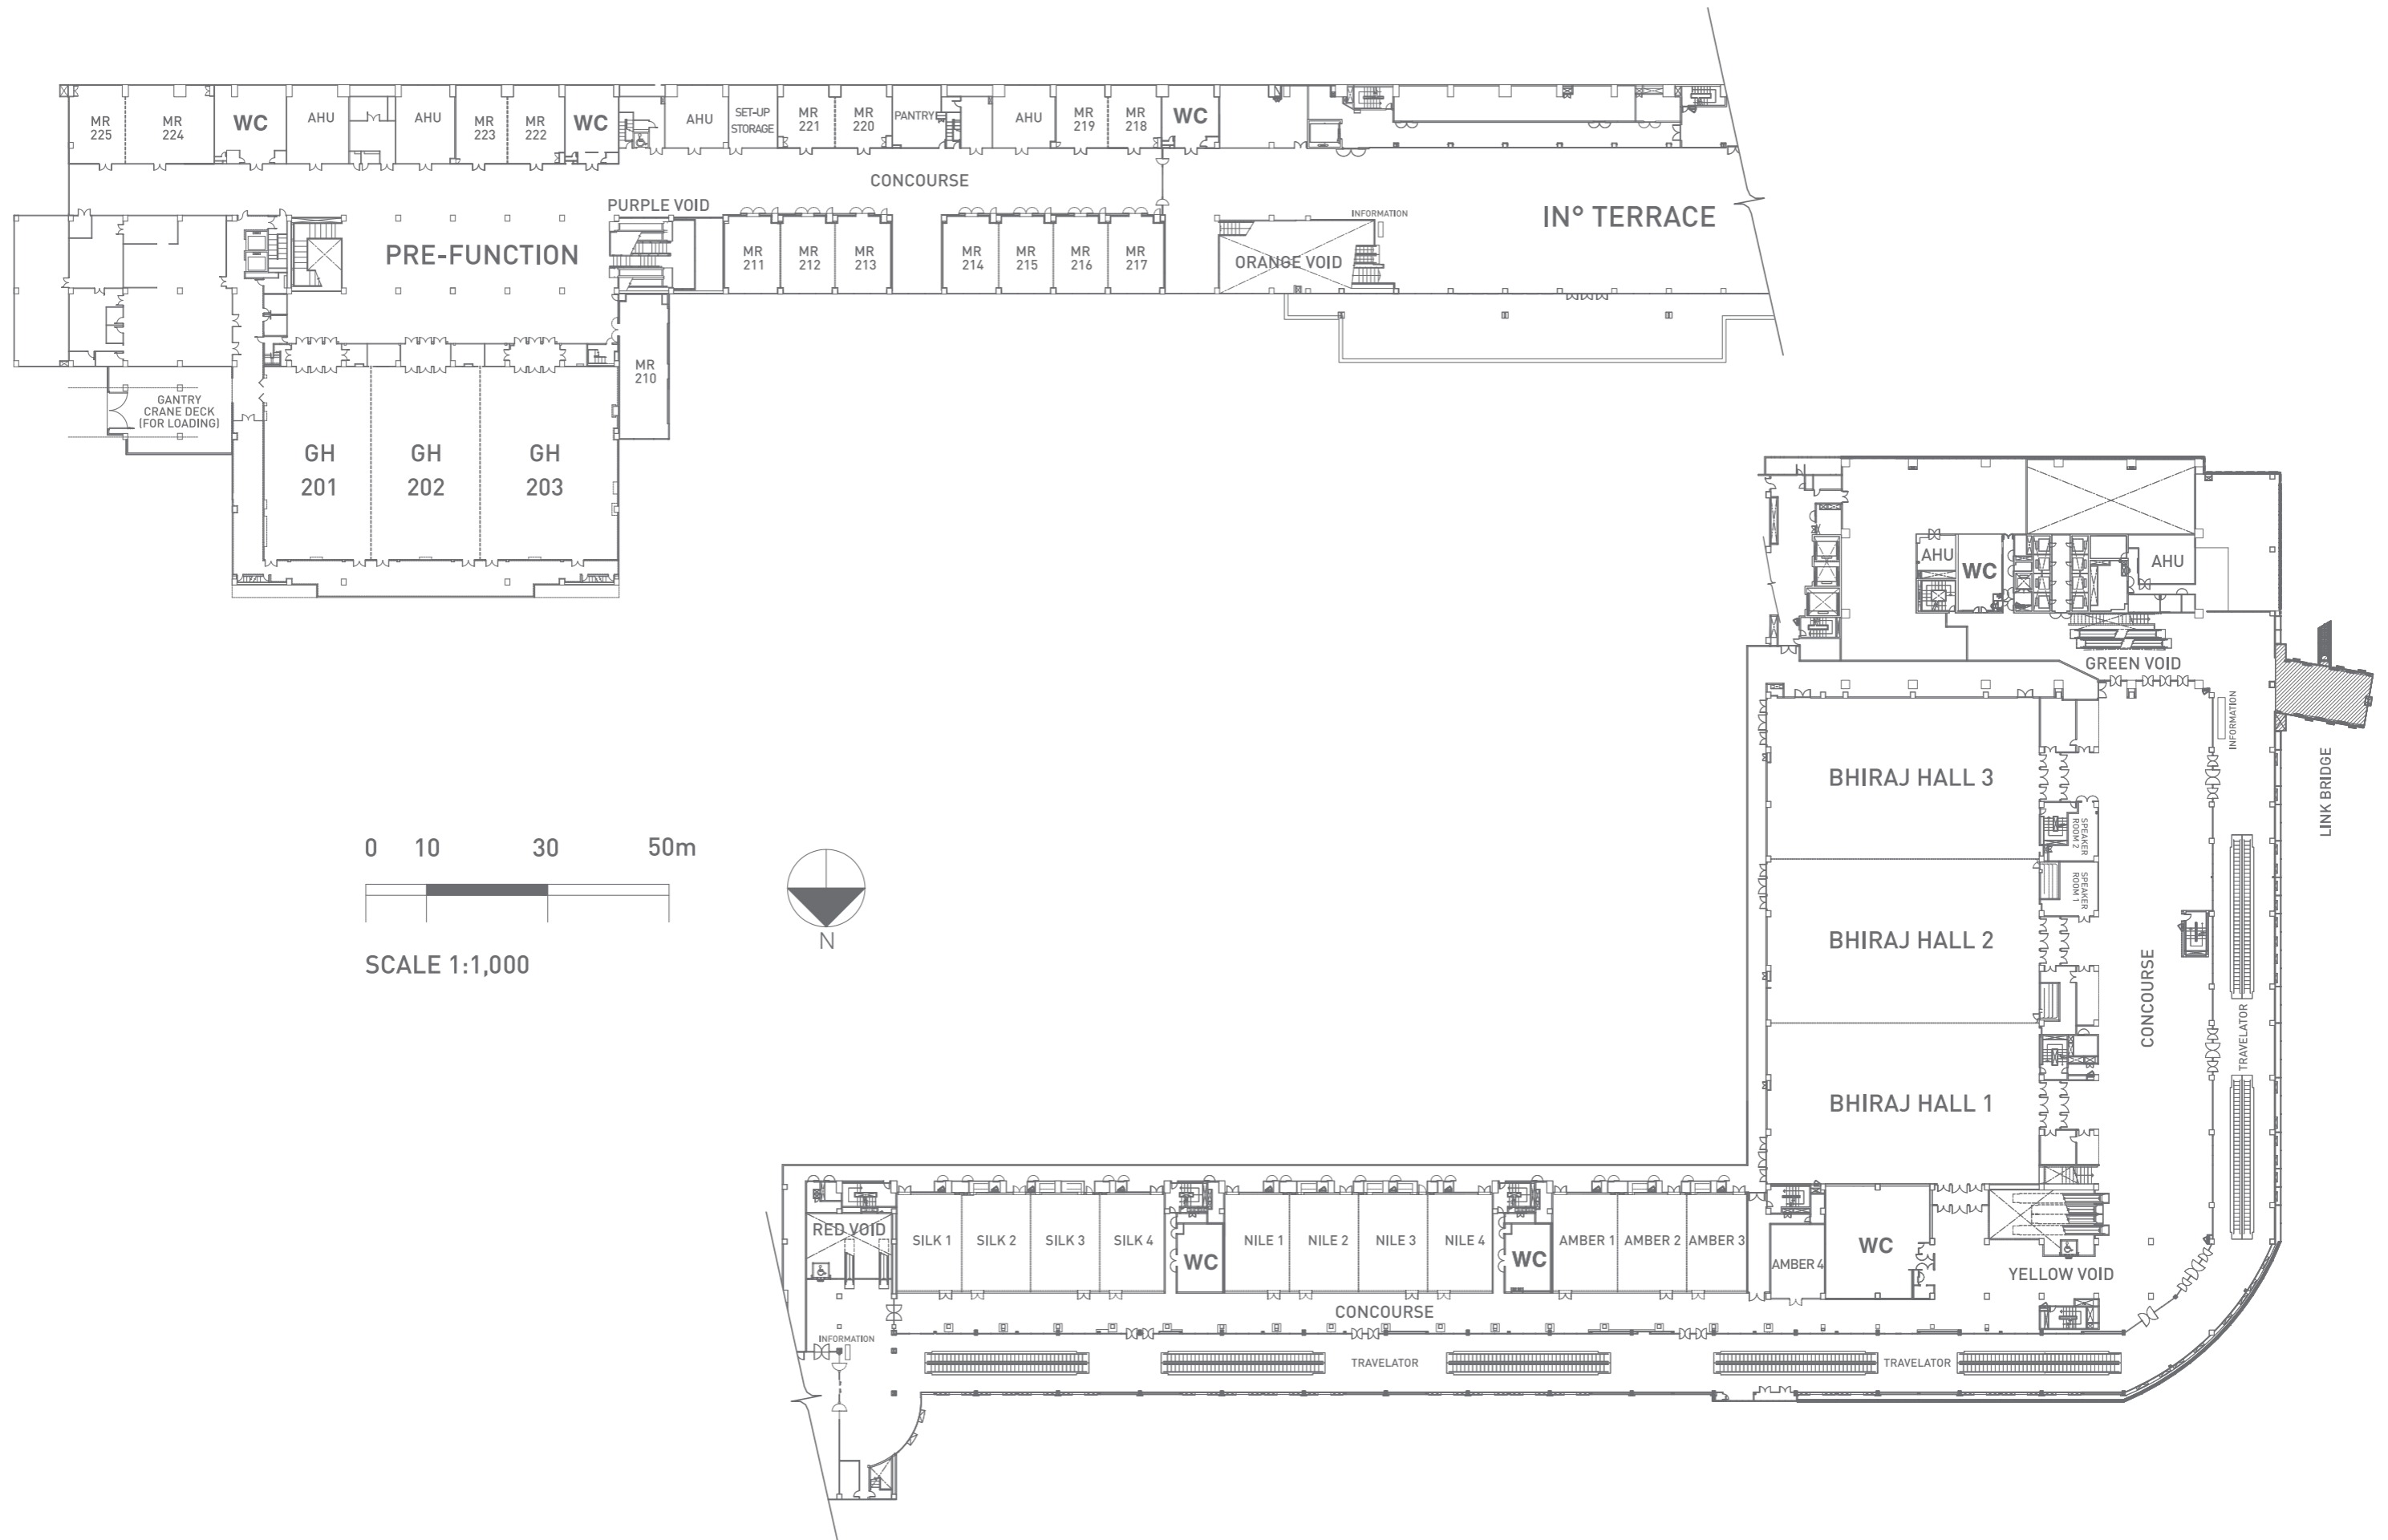 MR
225
MR
224
WC
AHU
AHU
MR
223
MR
222
WC
AHU
SET-UP
STORAGE
MR
221
MR
220
PANTRY
AHU
MR
219
MR
218
WC
CONCOURSE
PURPLE VOID
PRE-FUNCTION
MR
211
MR
212
MR
213
MR
214
MR
215
MR
216
MR
217
INFORMATION
ORANGE VOID
IN° TERRACE
MR
210
GANTRY
CRANE DECK
(FOR LOADING)
GH
201
GH
202
GH
203
AHU
WC
AHU
GREEN VOID
INFORMATION
LINK BRIDGE
BHIRAJ HALL 3
SPEAKER
ROOM 2
SPEAKER
ROOM 1
BHIRAJ HALL 2
CONCOURSE
TRAVELATOR
BHIRAJ HALL 1
0 10 30 50m
SCALE 1:1,000
N
RED VOID
SILK 1
SILK 2
SILK 3
SILK 4
WC
NILE 1
NILE 2
NILE 3
NILE 4
WC
AMBER 1
AMBER 2
AMBER 3
AMBER 4
WC
YELLOW VOID
CONCOURSE
INFORMATION
TRAVELATOR
TRAVELATOR